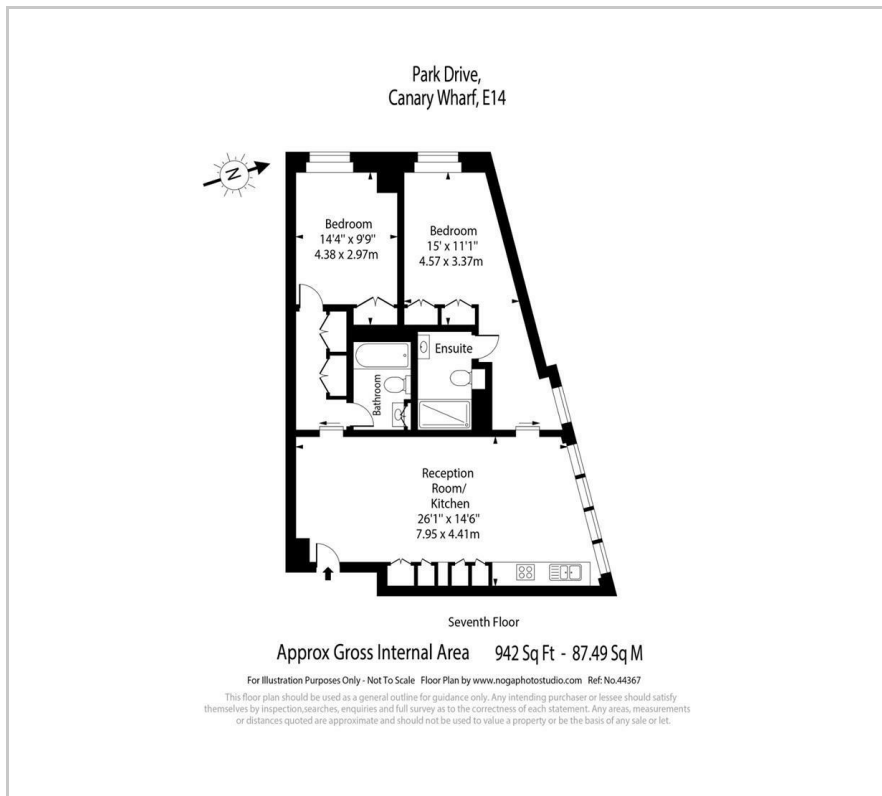 Park Drive,
Canary Wharf, E14
N
Bedroom
14'4" x 9'9"
4.38 x 2.97m
Bedroom
15' x 11'1"
4.57 x 3.37m
Ensuite
Bathroom
Reception
Room/
Kitchen
26'1" x 14'6"
7.95 x 4.41m
Seventh Floor
Approx Gross Internal Area 942 Sq Ft - 87.49 Sq M
For Illustration Purposes Only - Not To Scale Floor Plan by www.nogaphotostudio.com Ref: No.44367
This floor plan should be used as a general outline for guidance only. Any intending purchaser or lessee should satisfy
themselves by inspection,searches, enquiries and full survey as to the correctness of each statement. Any areas, measurements
or distances quoted are approximate and should not be used to value a property or be the basis of any sale or let.